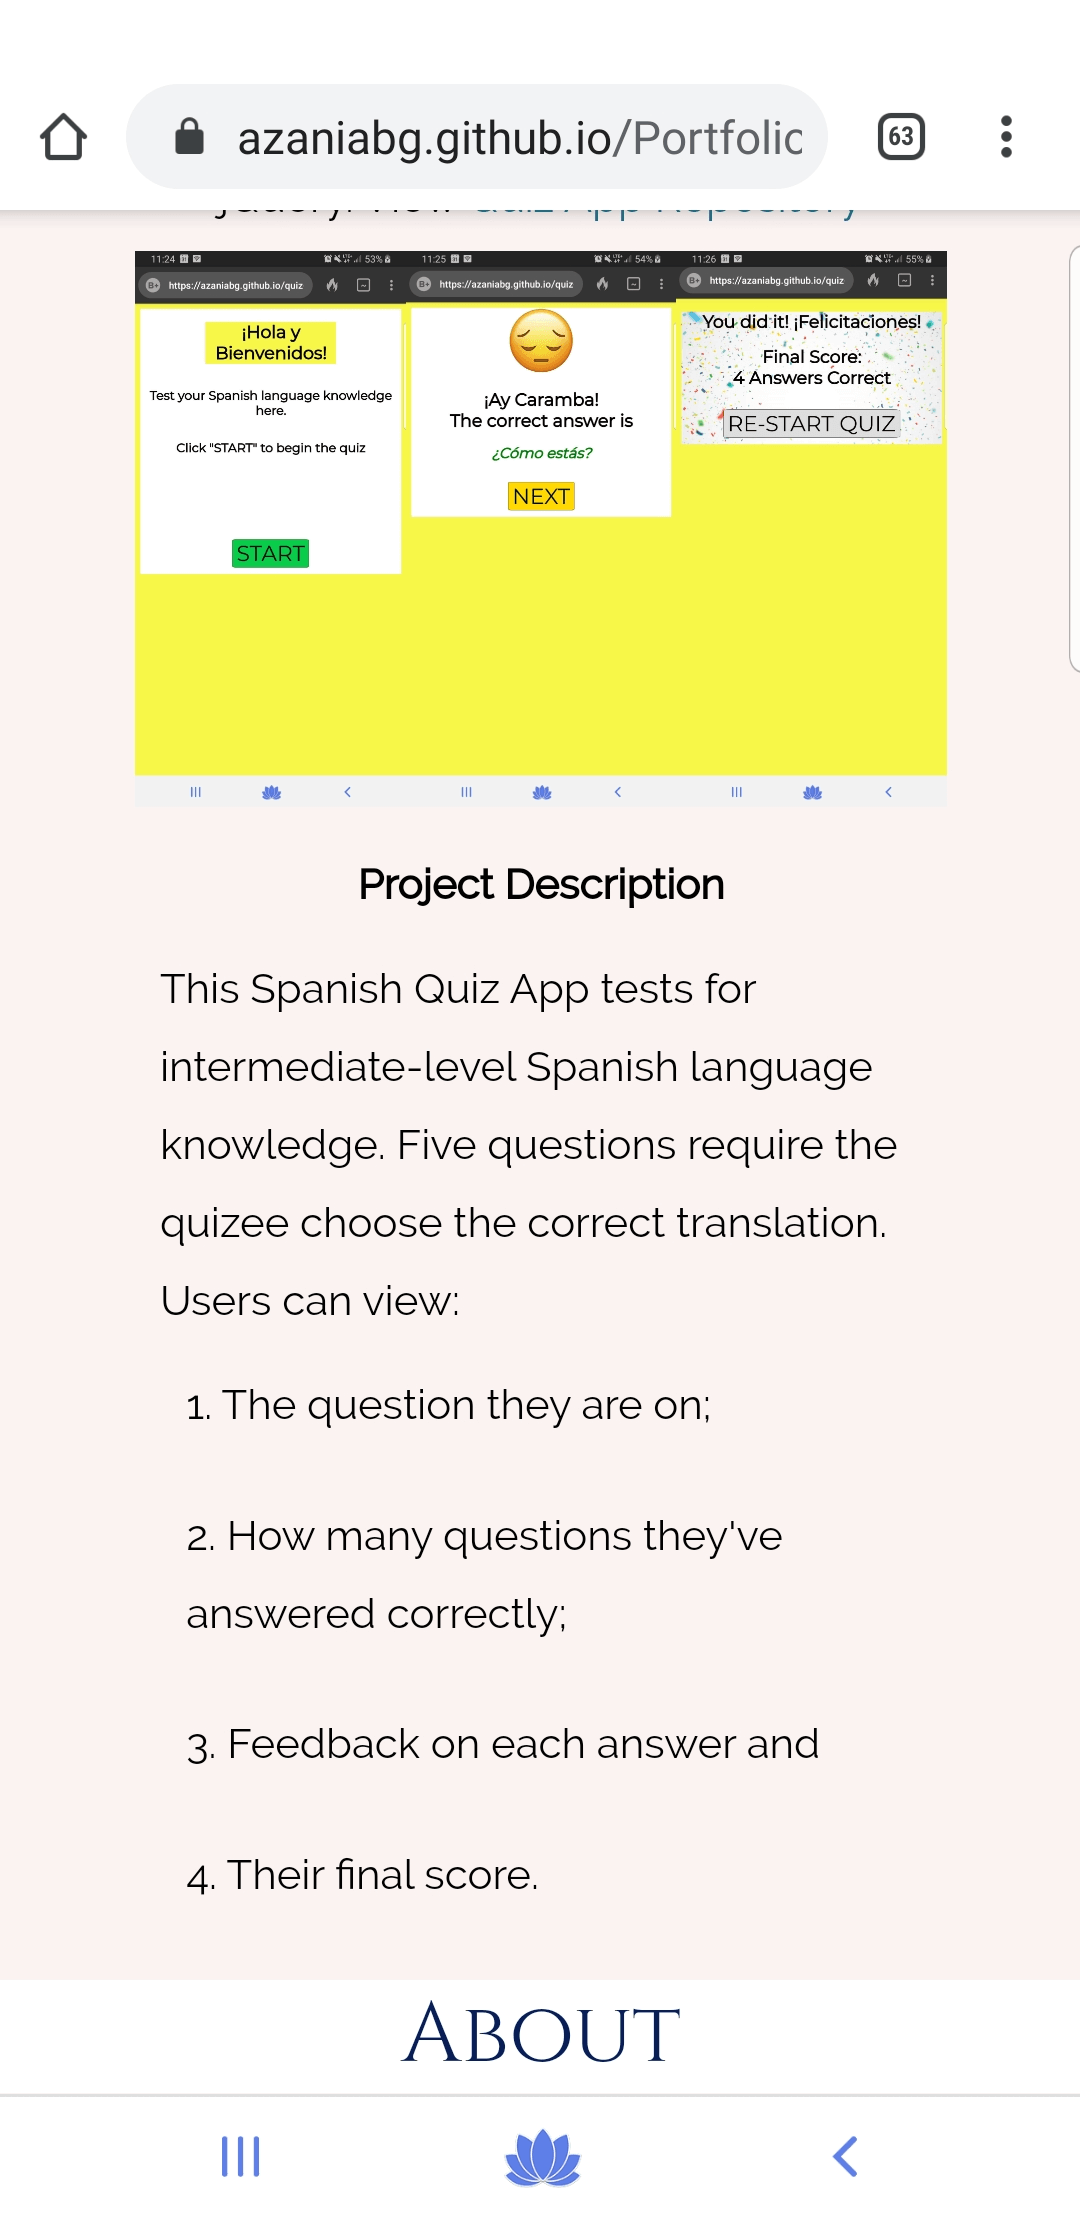 azaniabg.github.io/Portfolio
63
jQuery. View Quiz App Repository
11:24 53%
https://azaniabg.github.io/quiz
¡Hola y
Bienvenidos!
Test your Spanish language knowledge
here.
Click "START" to begin the quiz
START
11:25 54%
https://azaniabg.github.io/quiz
¡Ay Caramba!
The correct answer is
¿Cómo estás?
NEXT
11:26 55%
https://azaniabg.github.io/quiz
You did it! ¡Felicitaciones!
Final Score:
4 Answers Correct
RE-START QUIZ
Project Description
This Spanish Quiz App tests for
intermediate-level Spanish language
knowledge. Five questions require the
quizee choose the correct translation.
Users can view:
1. The question they are on;
2. How many questions they've
answered correctly;
3. Feedback on each answer and
4. Their final score.
ABOUT